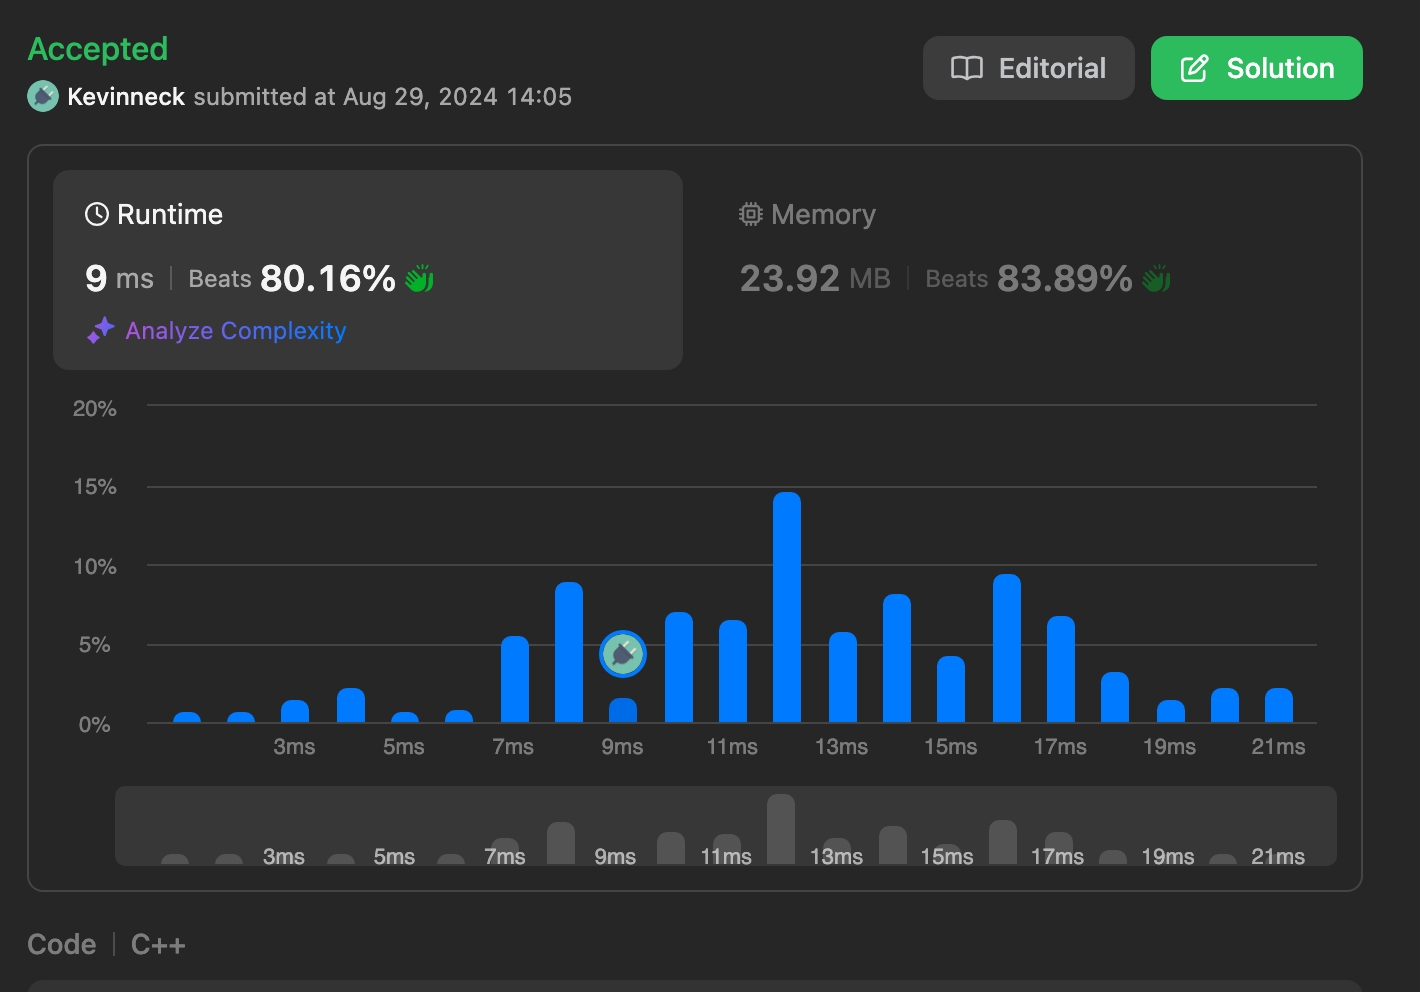 Accepted
Kevinneck submitted at Aug 29, 2024 14:05
Editorial
Solution
Runtime
9 ms | Beats 80.16%
Analyze Complexity
Memory
23.92 MB | Beats 83.89%
20%
15%
10%
5%
0%
3ms 5ms 7ms 9ms 11ms 13ms 15ms 17ms 19ms 21ms
3ms 5ms 7ms 9ms 11ms 13ms 15ms 17ms 19ms 21ms
Code | C++